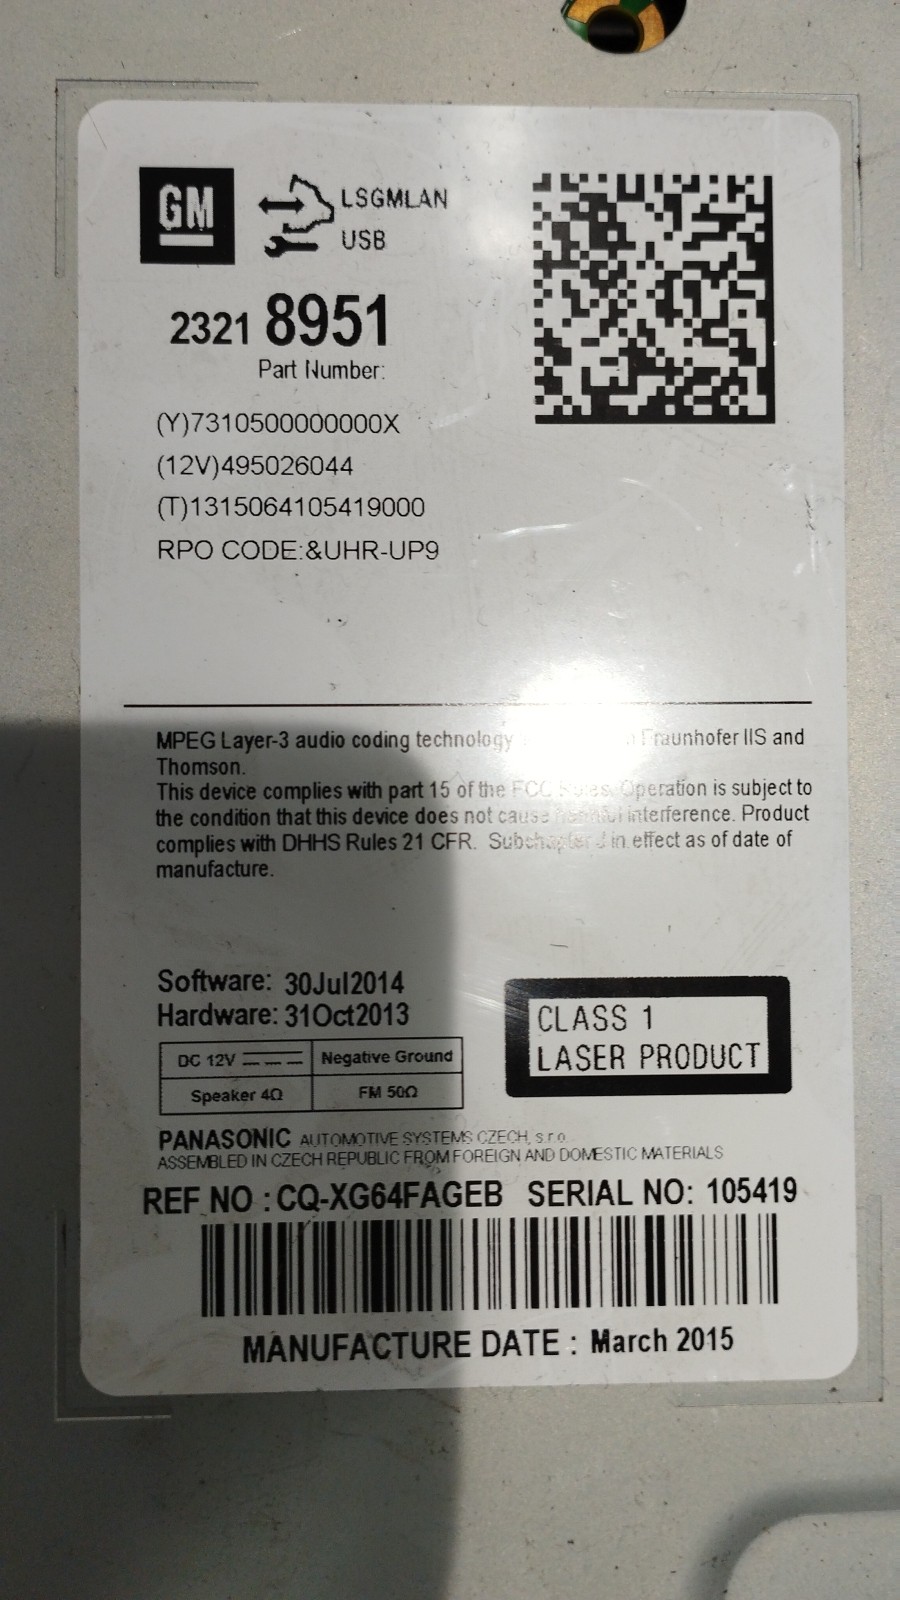 GM
LSGMLAN
USB
2321 8951
Part Number:
(Y)7310500000000X
(12V)495026044
(T)1315064105419000
RPO CODE:&UHR-UP9
MPEG Layer-3 audio coding technology Fraunhofer IIS and
Thomson.
This device complies with part 15 of the FCC Rules. Operation is subject to
the condition that this device does not cause harmful interference. Product
complies with DHHS Rules 21 CFR. Subchapter J in effect as of date of
manufacture.
Software: 30Jul2014
Hardware: 31Oct2013
CLASS 1
LASER PRODUCT
DC 12V Negative Ground
Speaker 4Ω FM 50Ω
PANASONIC AUTOMOTIVE SYSTEMS CZECH, s.r.o.
ASSEMBLED IN CZECH REPUBLIC FROM FOREIGN AND DOMESTIC MATERIALS
REF NO : CQ-XG64FAGEB SERIAL NO: 105419
MANUFACTURE DATE : March 2015